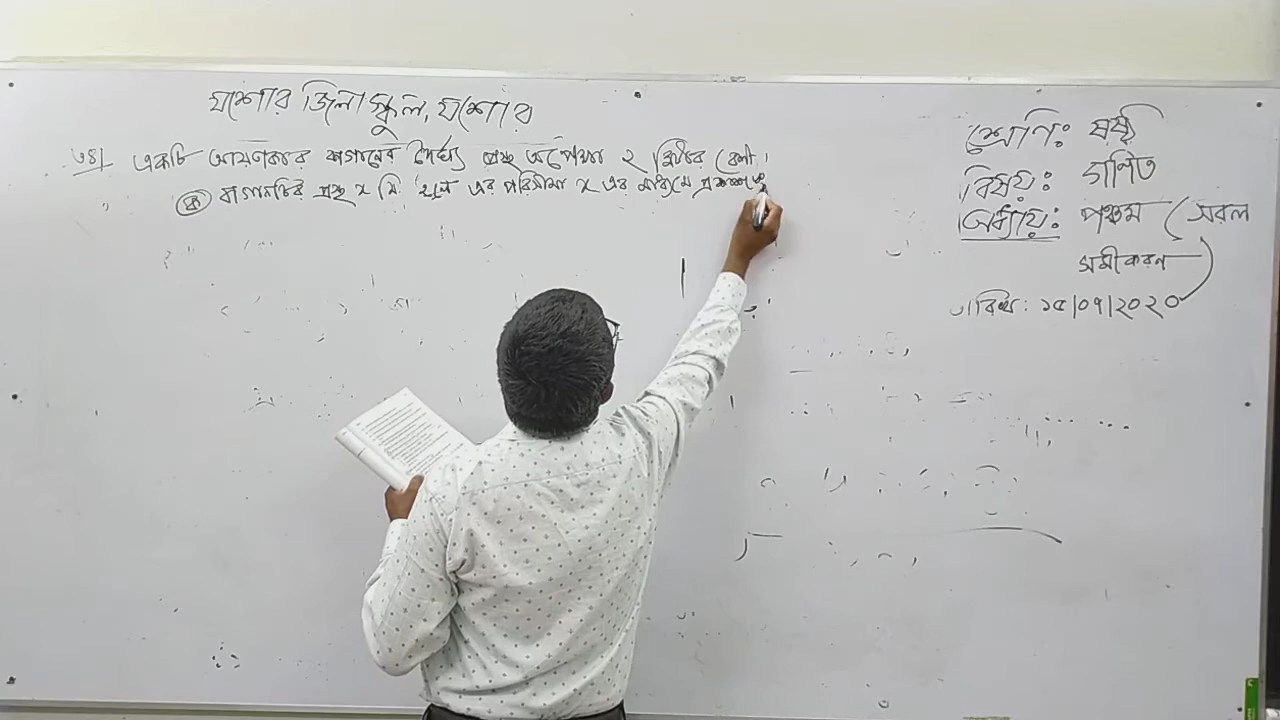 যশোর জিলা স্কুল, যশোর
৩৪। একটি আয়তাকার বাগানের দৈর্ঘ্য প্রস্থ অপেক্ষা ২ মিটার বেশী।
(ক) বাগানটির প্রস্থ x মি. হলে এর পরিসীমা x এর মাধ্যমে প্রকাশ
শ্রেণি: ষষ্ঠ
বিষয়: গণিত
অধ্যায়: পঞ্চম (সরল
সমীকরণ)
তারিখ: ১৫/০৭/২০২০